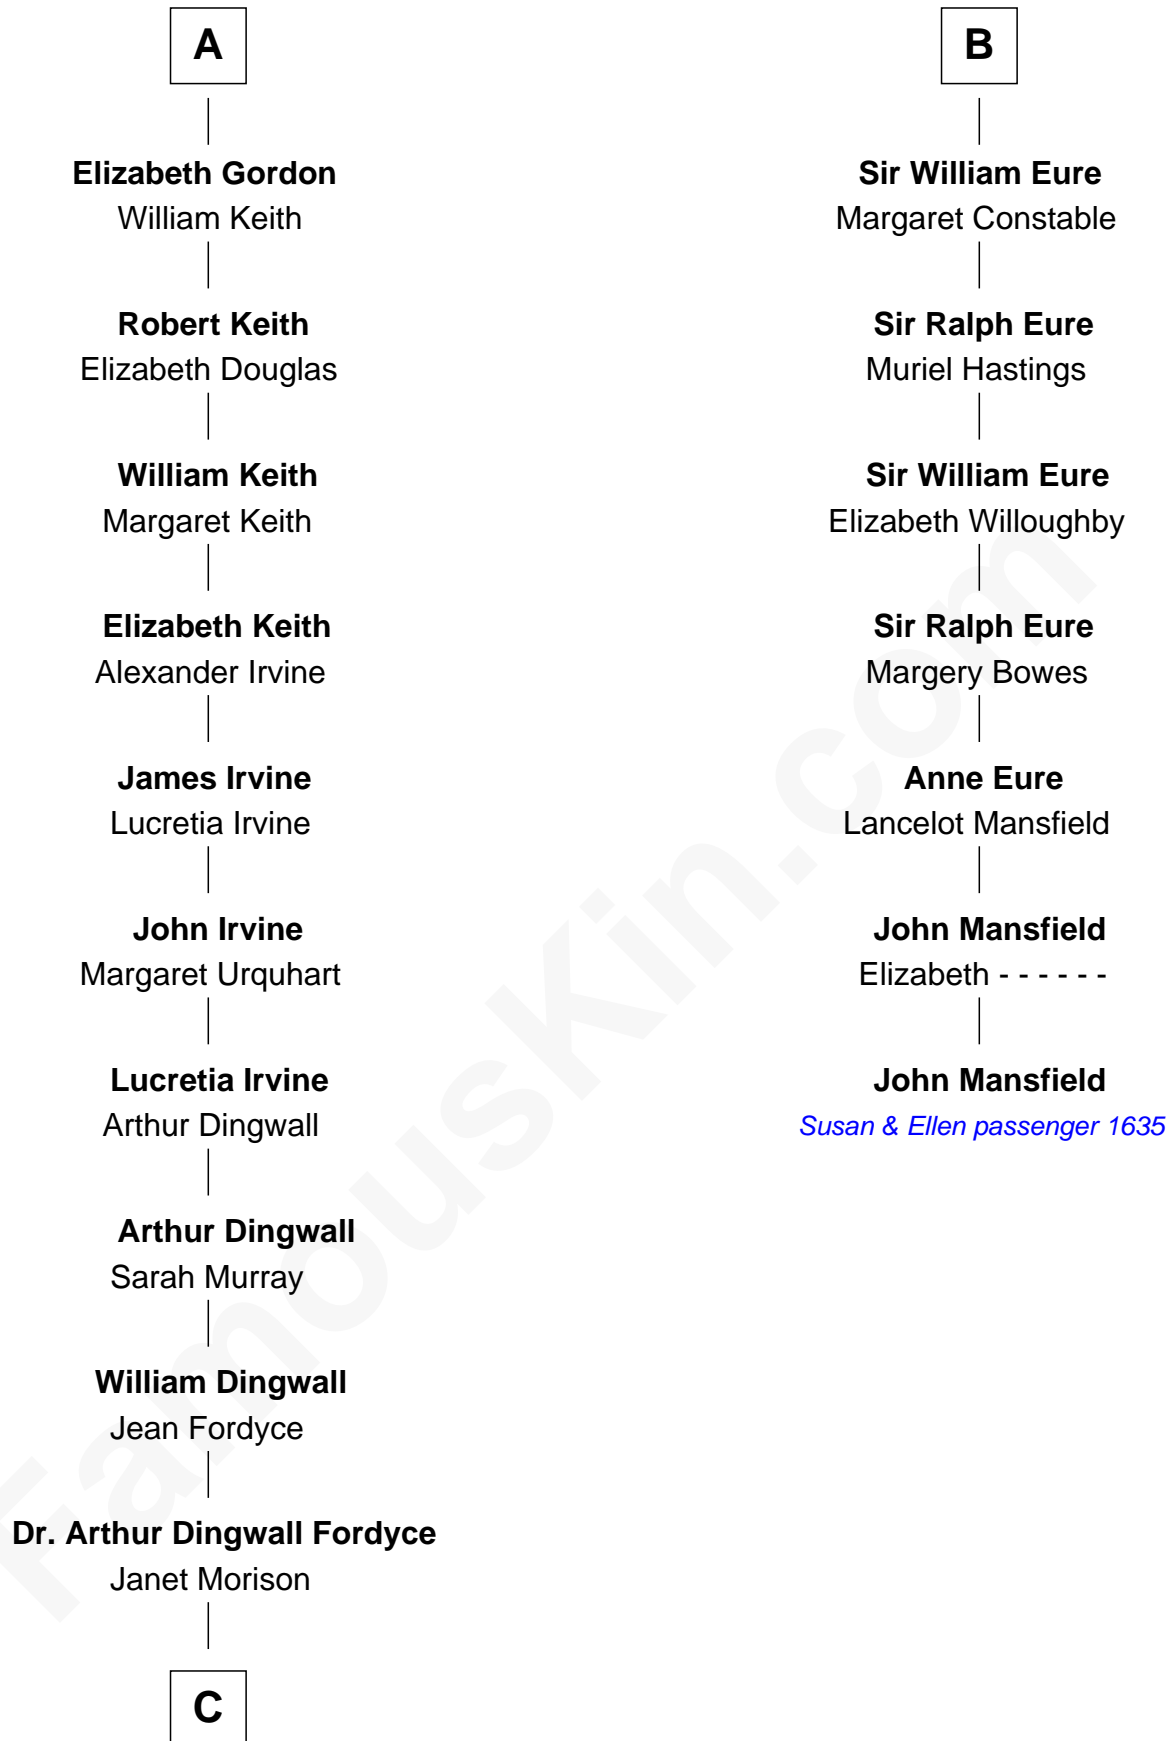 A
Elizabeth Gordon
William Keith
Robert Keith
Elizabeth Douglas
William Keith
Margaret Keith
Elizabeth Keith
Alexander Irvine
James Irvine
Lucretia Irvine
John Irvine
Margaret Urquhart
Lucretia Irvine
Arthur Dingwall
Arthur Dingwall
Sarah Murray
William Dingwall
Jean Fordyce
Dr. Arthur Dingwall Fordyce
Janet Morison
C
B
Sir William Eure
Margaret Constable
Sir Ralph Eure
Muriel Hastings
Sir William Eure
Elizabeth Willoughby
Sir Ralph Eure
Margery Bowes
Anne Eure
Lancelot Mansfield
John Mansfield
Elizabeth - - - - - -
John Mansfield
Susan & Ellen passenger 1635
FamousKin.com